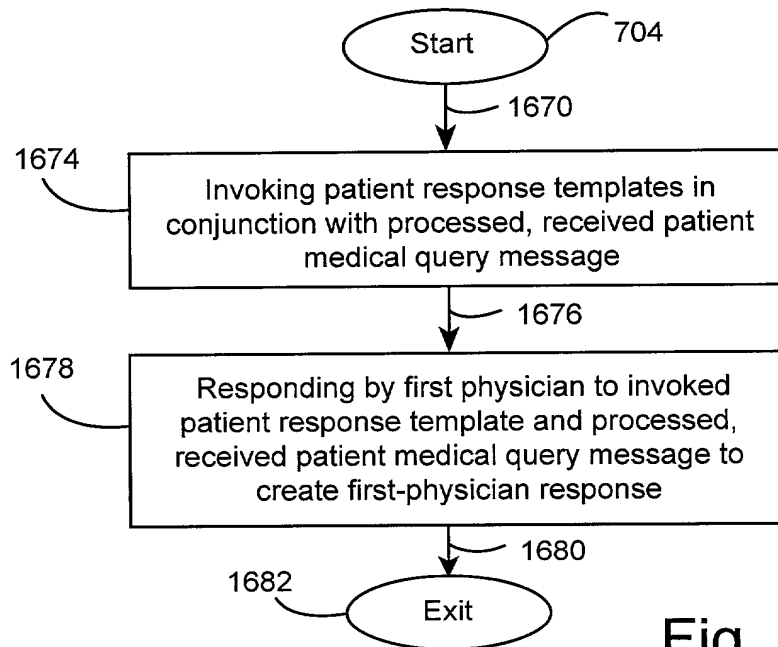 Start
704
1670
1674
Invoking patient response templates in
conjunction with processed, received patient
medical query message
1676
1678
Responding by first physician to invoked
patient response template and processed,
received patient medical query message to
create first-physician response
1680
1682
Exit
Fig